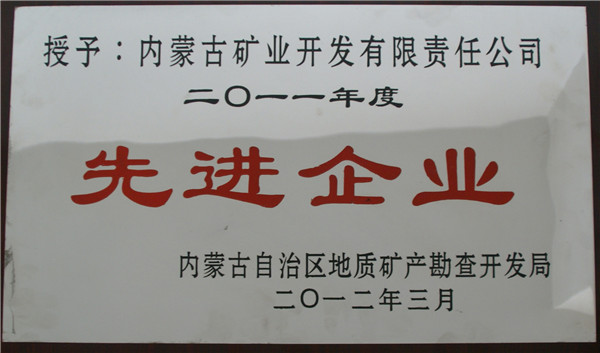 授予：内蒙古矿业开发有限责任公司
二〇一一年度
先进企业
内蒙古自治区地质矿产勘查开发局
二〇一二年三月